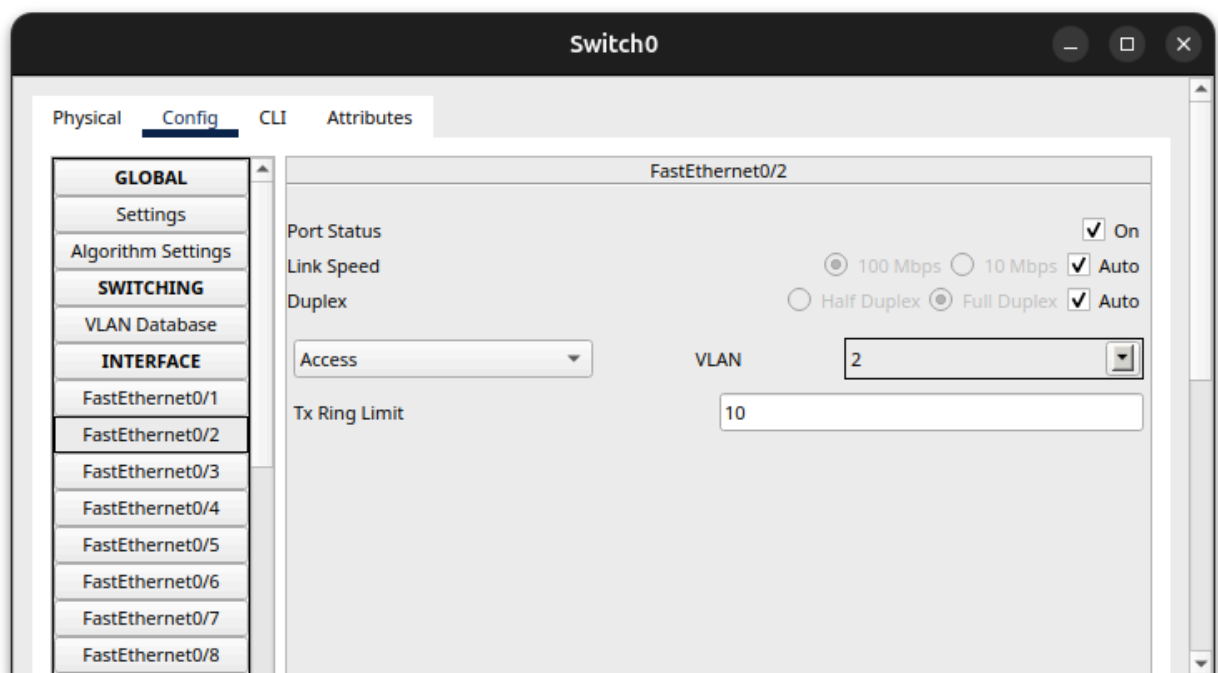 Switch0
Physical Config CLI Attributes
GLOBAL
Settings
Algorithm Settings
SWITCHING
VLAN Database
INTERFACE
FastEthernet0/1
FastEthernet0/2
FastEthernet0/3
FastEthernet0/4
FastEthernet0/5
FastEthernet0/6
FastEthernet0/7
FastEthernet0/8
FastEthernet0/2
Port Status On
Link Speed 100 Mbps 10 Mbps Auto
Duplex Half Duplex Full Duplex Auto
Access VLAN 2
Tx Ring Limit 10